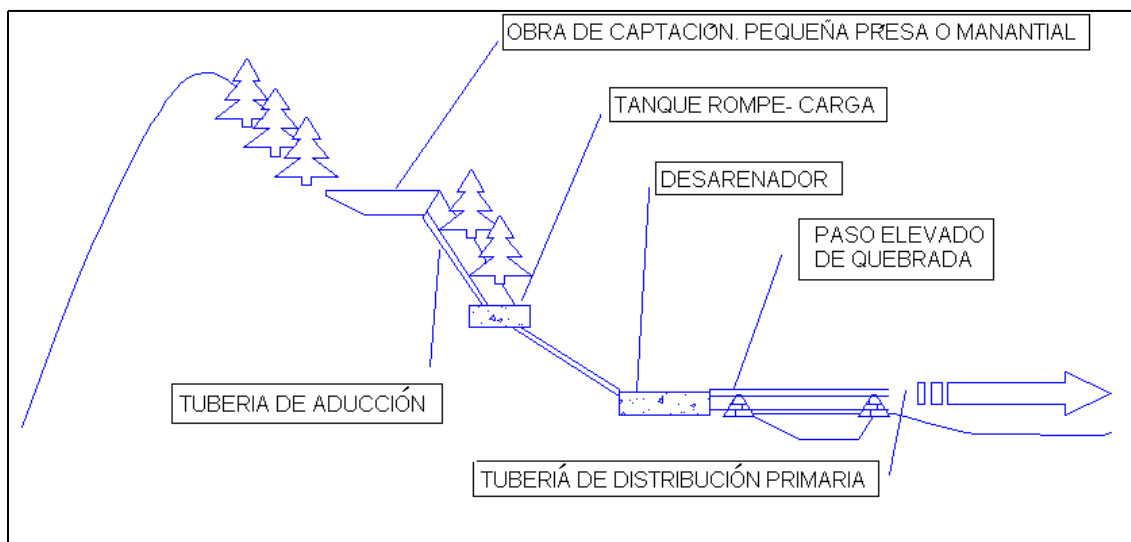 OBRA DE CAPTACIÓN. PEQUEÑA PRESA O MANANTIAL
TANQUE ROMPE- CARGA
DESARENADOR
PASO ELEVADO
DE QUEBRADA
TUBERIA DE ADUCCIÓN
TUBERIÁ DE DISTRIBUCIÓN PRIMARIA